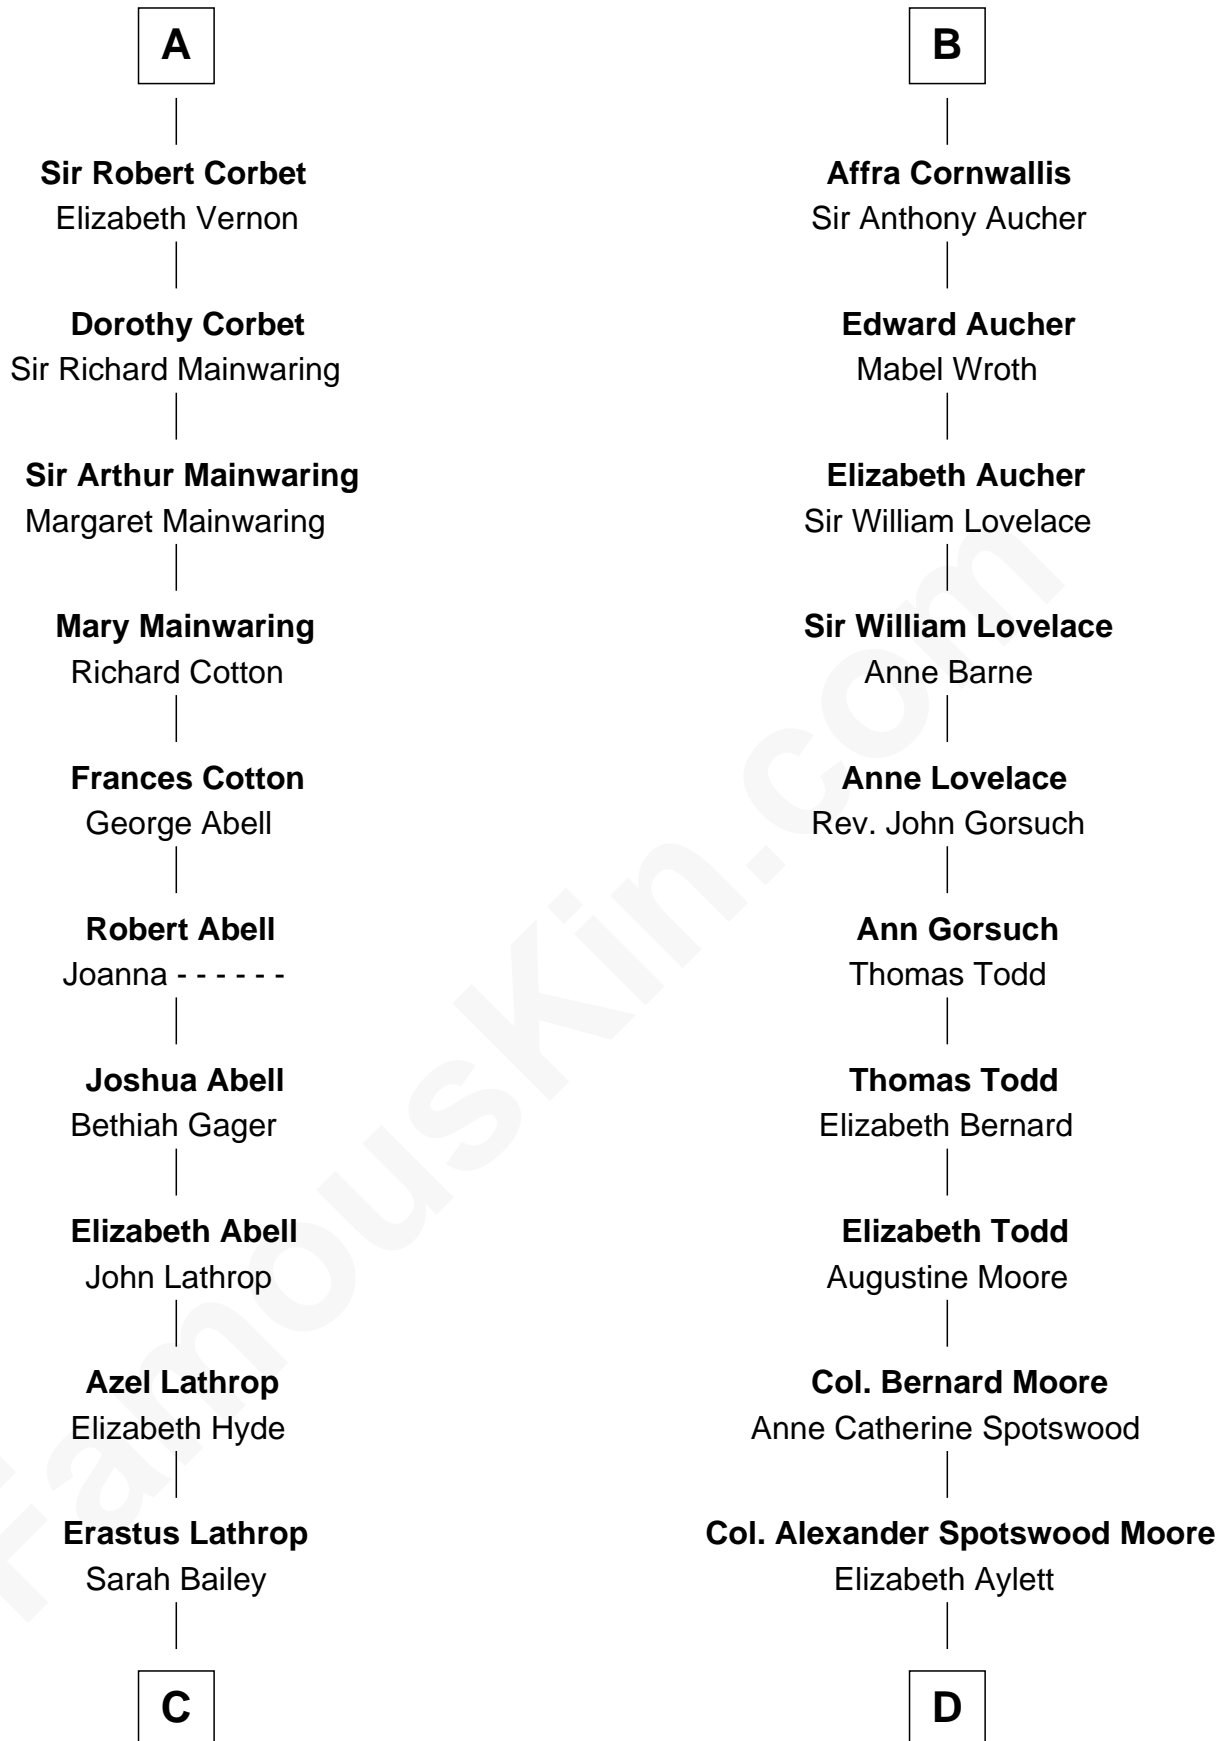 A
Sir Robert Corbet
Elizabeth Vernon
Dorothy Corbet
Sir Richard Mainwaring
Sir Arthur Mainwaring
Margaret Mainwaring
Mary Mainwaring
Richard Cotton
Frances Cotton
George Abell
Robert Abell
Joanna - - - - - -
Joshua Abell
Bethiah Gager
Elizabeth Abell
John Lathrop
Azel Lathrop
Elizabeth Hyde
Erastus Lathrop
Sarah Bailey
C
B
Affra Cornwallis
Sir Anthony Aucher
Edward Aucher
Mabel Wroth
Elizabeth Aucher
Sir William Lovelace
Sir William Lovelace
Anne Barne
Anne Lovelace
Rev. John Gorsuch
Ann Gorsuch
Thomas Todd
Thomas Todd
Elizabeth Bernard
Elizabeth Todd
Augustine Moore
Col. Bernard Moore
Anne Catherine Spotswood
Col. Alexander Spotswood Moore
Elizabeth Aylett
D
FamousKin.com